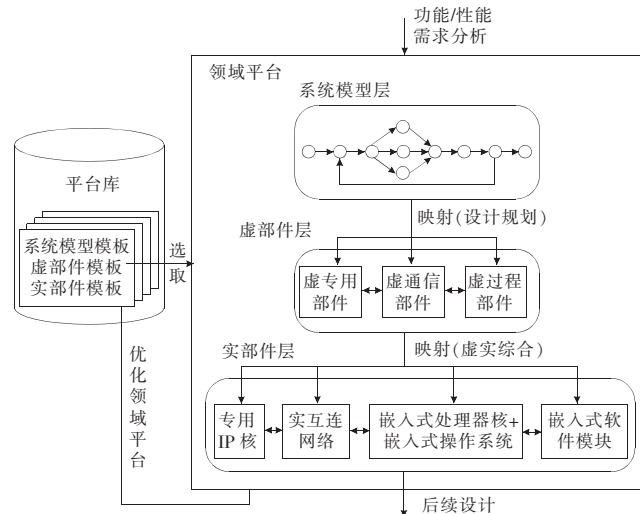 功能/性能
需求分析
领域平台
系统模型层
平台库
系统模型模板
虚部件模板
实部件模板
选
取
映射(设计规划)
虚部件层
虚专用
部件
虚通信
部件
虚过程
部件
实部件层
映射(虚实综合)
优
化
领
域
平
台
专用
IP 核
实互连
网络
嵌入式处理器核+
嵌入式操作系统
嵌入式软
件模块
后续设计